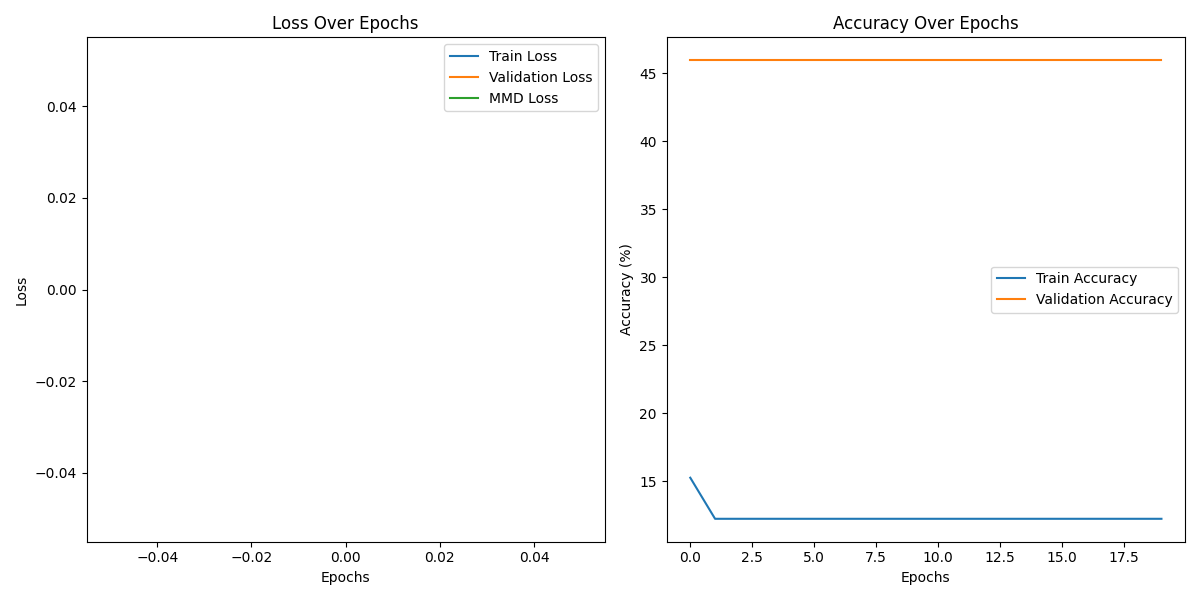 Loss Over Epochs
Train Loss
Validation Loss
MMD Loss
0.04
0.02
0.00
−0.02
−0.04
Loss
−0.04
−0.02
0.00
0.02
0.04
Epochs
Accuracy Over Epochs
45
40
35
30
25
20
15
Accuracy (%)
Train Accuracy
Validation Accuracy
0.0
2.5
5.0
7.5
10.0
12.5
15.0
17.5
Epochs